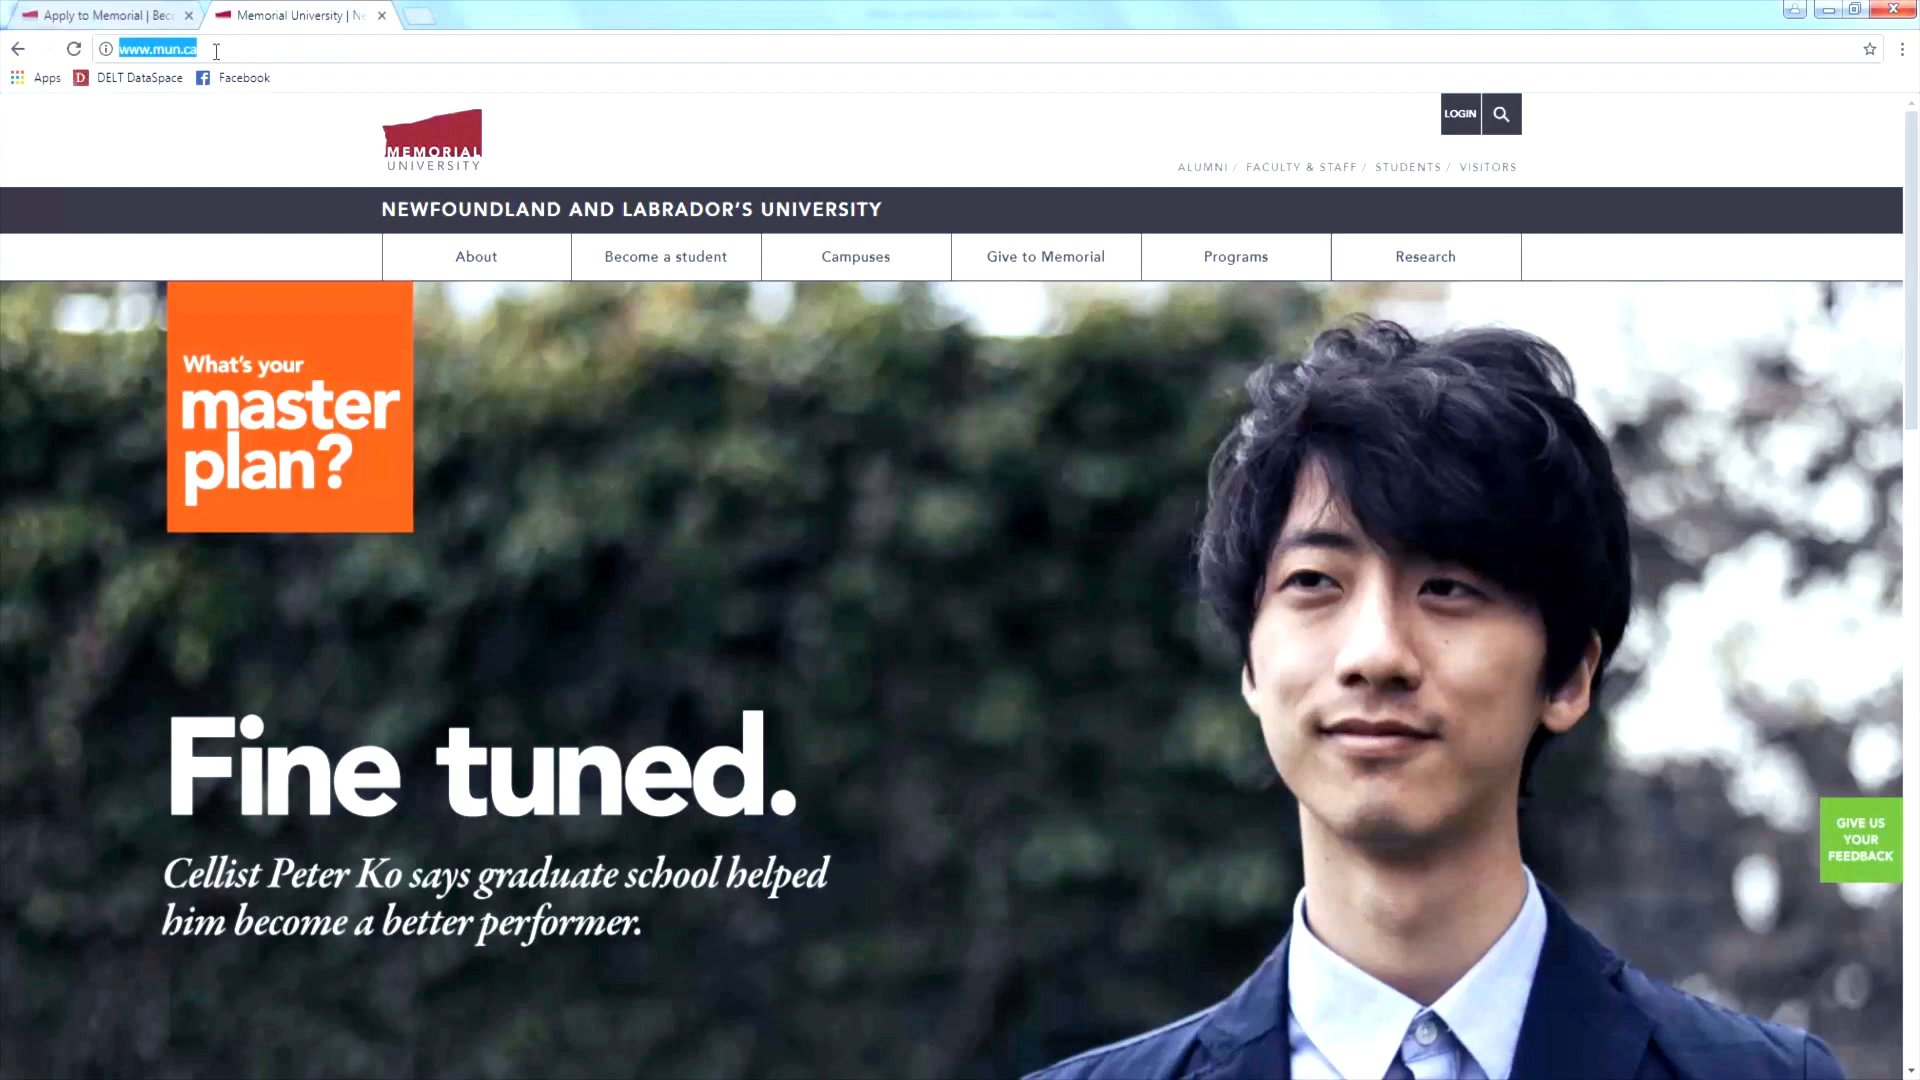 Apply to Memorial | Bec
Memorial University | Ne
www.mun.ca
Apps
DELT DataSpace
Facebook
MEMORIAL
UNIVERSITY
LOGIN
ALUMNI / FACULTY & STAFF / STUDENTS / VISITORS
NEWFOUNDLAND AND LABRADOR'S UNIVERSITY
About
Become a student
Campuses
Give to Memorial
Programs
Research
What's your
master
plan?
Fine tuned.
Cellist Peter Ko says graduate school helped
him become a better performer.
GIVE US
YOUR
FEEDBACK